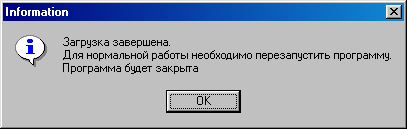 Information
Загрузка завершена.
Для нормальной работы необходимо перезапустить программу.
Программа будет закрыта
OK